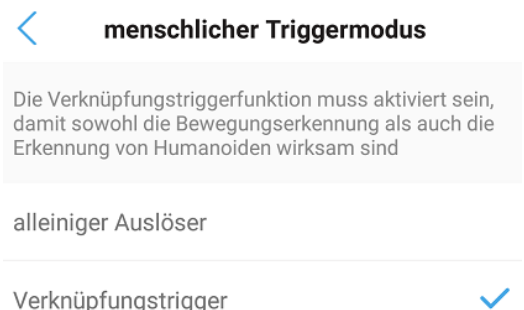 menschlicher Triggermodus
Die Verknüpfungstriggerfunktion muss aktiviert sein,
damit sowohl die Bewegungserkennung als auch die
Erkennung von Humanoiden wirksam sind
alleiniger Auslöser
Verknüpfungstrigger